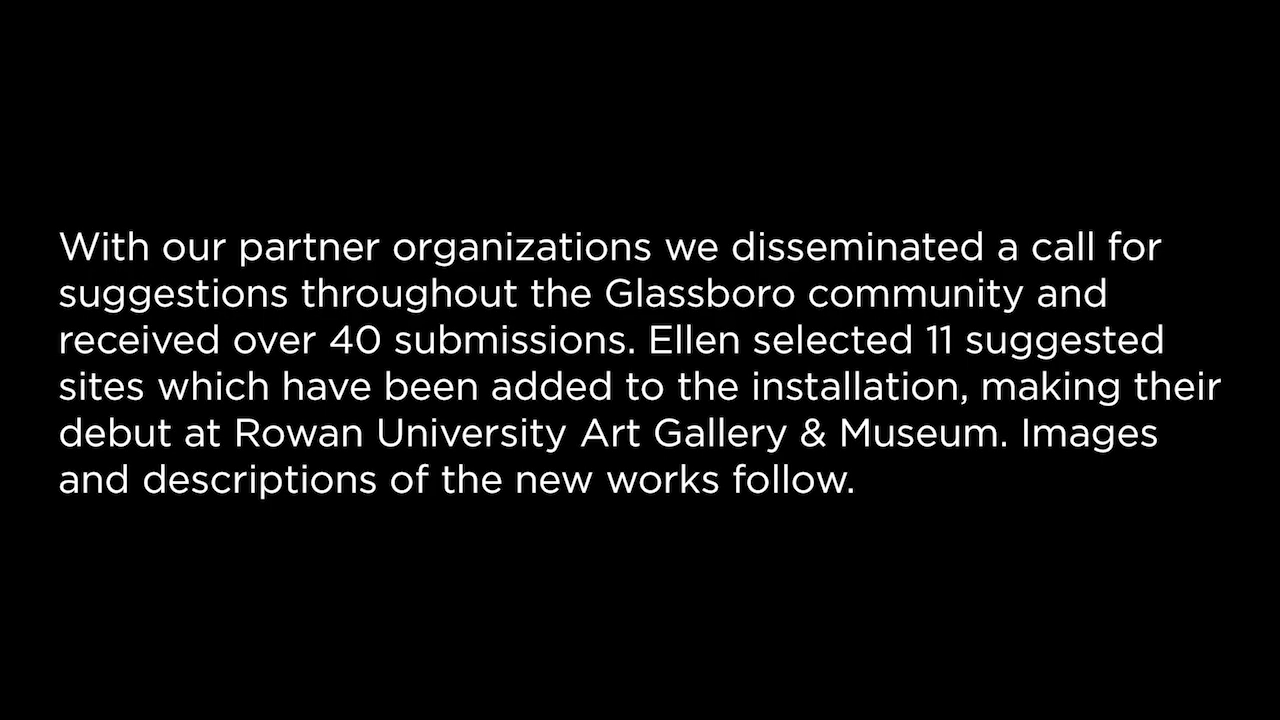 With our partner organizations we disseminated a call for
suggestions throughout the Glassboro community and
received over 40 submissions. Ellen selected 11 suggested
sites which have been added to the installation, making their
debut at Rowan University Art Gallery & Museum. Images
and descriptions of the new works follow.